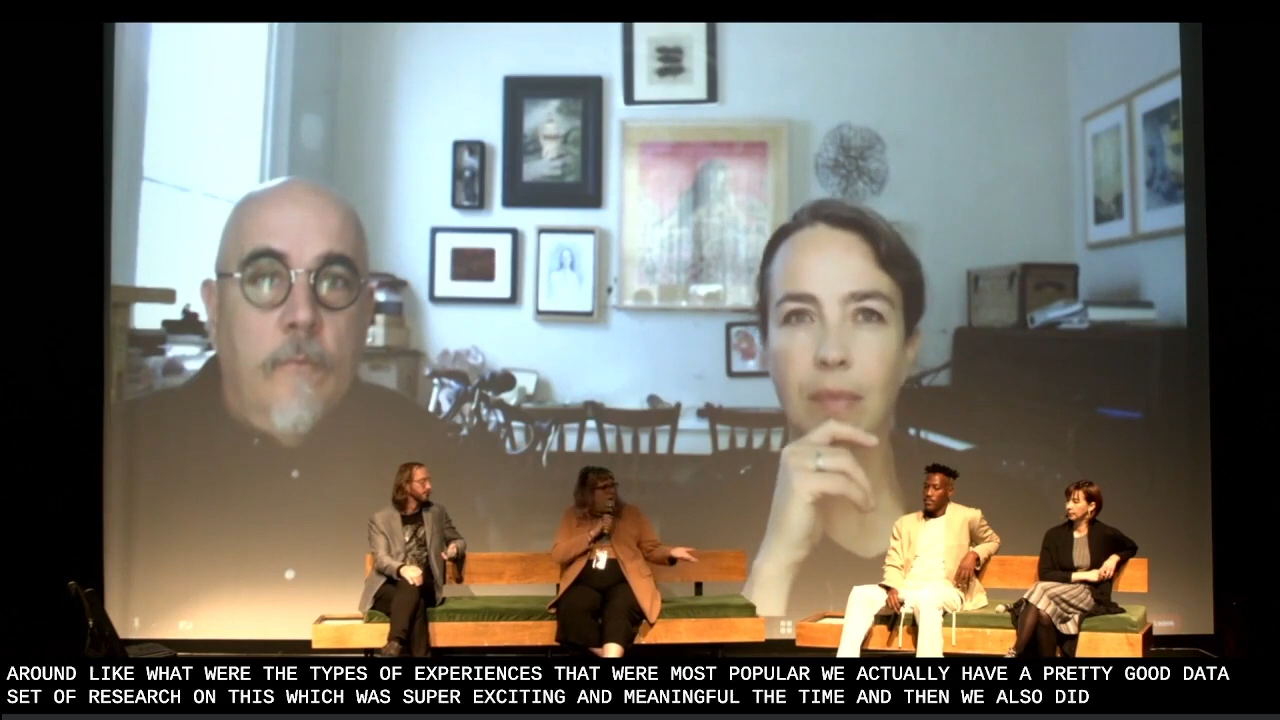 AROUND LIKE WHAT WERE THE TYPES OF EXPERIENCES THAT WERE MOST POPULAR WE ACTUALLY HAVE A PRETTY GOOD DATA
SET OF RESEARCH ON THIS WHICH WAS SUPER EXCITING AND MEANINGFUL THE TIME AND THEN WE ALSO DID